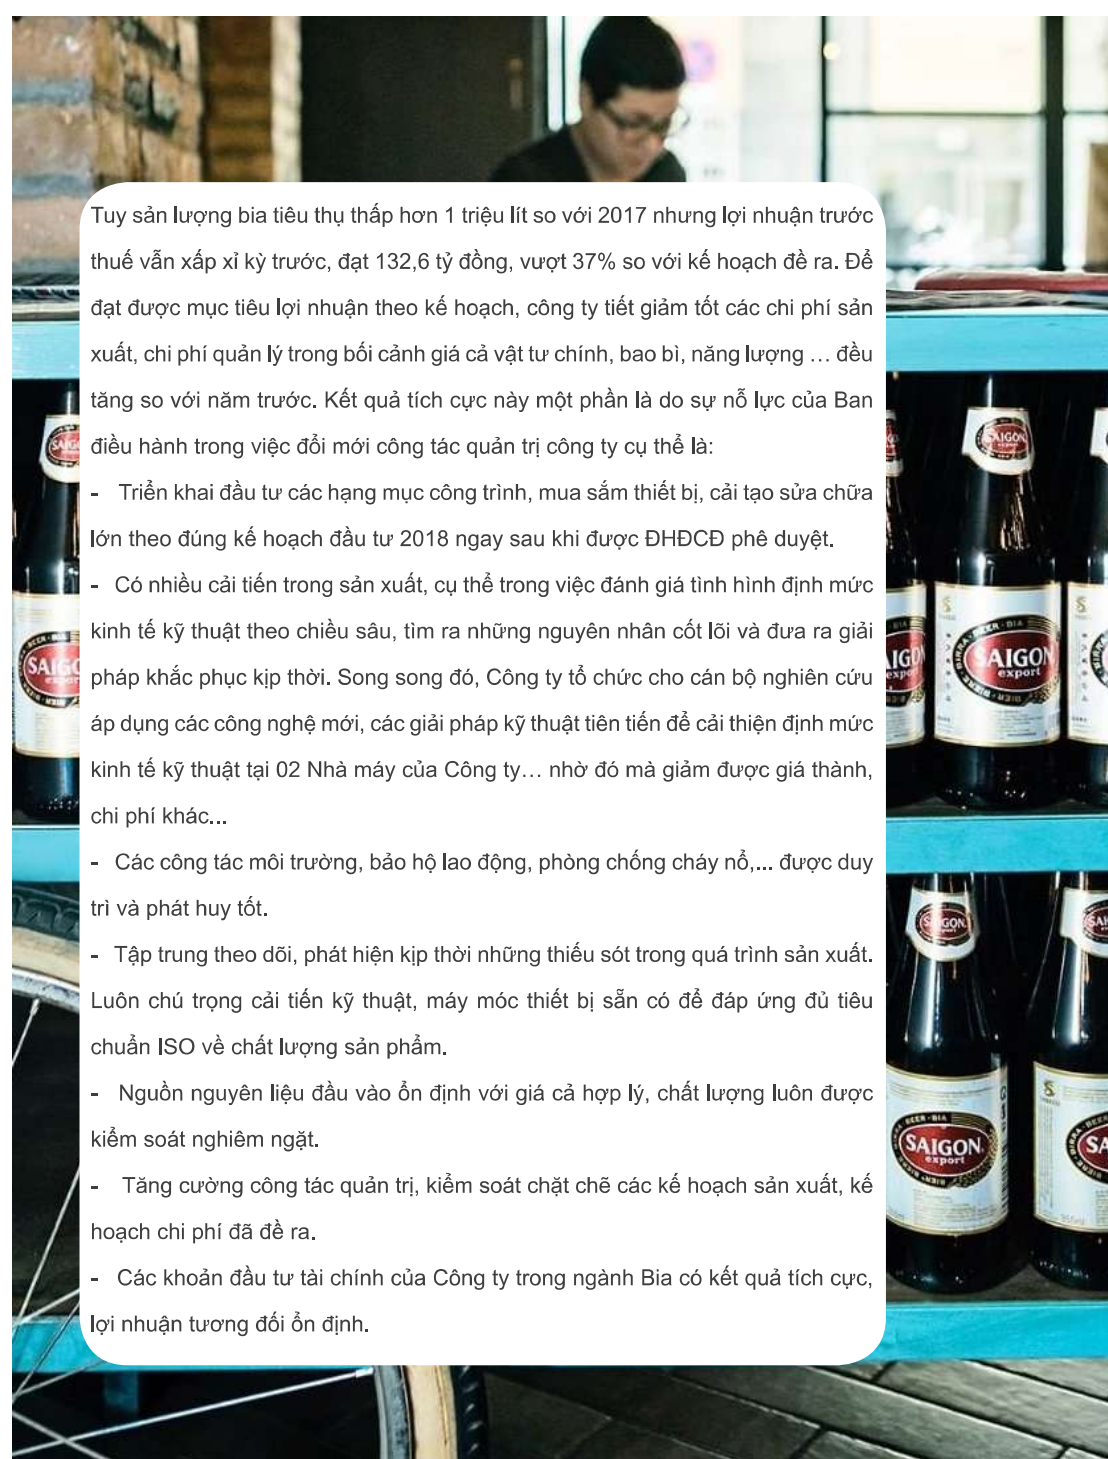 Tuy sản lượng bia tiêu thụ thấp hơn 1 triệu lít so với 2017 nhưng lợi nhuận trước
thuế vẫn xấp xỉ kỳ trước, đạt 132,6 tỷ đồng, vượt 37% so với kế hoạch đề ra. Để
đạt được mục tiêu lợi nhuận theo kế hoạch, công ty tiết giảm tốt các chi phí sản
xuất, chi phí quản lý trong bối cảnh giá cả vật tư chính, bao bì, năng lượng … đều
tăng so với năm trước. Kết quả tích cực này một phần là do sự nỗ lực của Ban
điều hành trong việc đổi mới công tác quản trị công ty cụ thể là:
- Triển khai đầu tư các hạng mục công trình, mua sắm thiết bị, cải tạo sửa chữa
lớn theo đúng kế hoạch đầu tư 2018 ngay sau khi được ĐHĐCĐ phê duyệt.
- Có nhiều cải tiến trong sản xuất, cụ thể trong việc đánh giá tình hình định mức
kinh tế kỹ thuật theo chiều sâu, tìm ra những nguyên nhân cốt lõi và đưa ra giải
pháp khắc phục kịp thời. Song song đó, Công ty tổ chức cho cán bộ nghiên cứu
áp dụng các công nghệ mới, các giải pháp kỹ thuật tiên tiến để cải thiện định mức
kinh tế kỹ thuật tại 02 Nhà máy của Công ty… nhờ đó mà giảm được giá thành,
chi phí khác...
- Các công tác môi trường, bảo hộ lao động, phòng chống cháy nổ,... được duy
trì và phát huy tốt.
- Tập trung theo dõi, phát hiện kịp thời những thiếu sót trong quá trình sản xuất.
Luôn chú trọng cải tiến kỹ thuật, máy móc thiết bị sẵn có để đáp ứng đủ tiêu
chuẩn ISO về chất lượng sản phẩm.
- Nguồn nguyên liệu đầu vào ổn định với giá cả hợp lý, chất lượng luôn được
kiểm soát nghiêm ngặt.
- Tăng cường công tác quản trị, kiểm soát chặt chẽ các kế hoạch sản xuất, kế
hoạch chi phí đã đề ra.
- Các khoản đầu tư tài chính của Công ty trong ngành Bia có kết quả tích cực,
lợi nhuận tương đối ổn định.
SAIGON
export
BIRRA · BEER · BIA
SAIGON
export
BIERE · BIER
SAIGON
BEER · BIA
SAIGON
export
BIERE · BIER